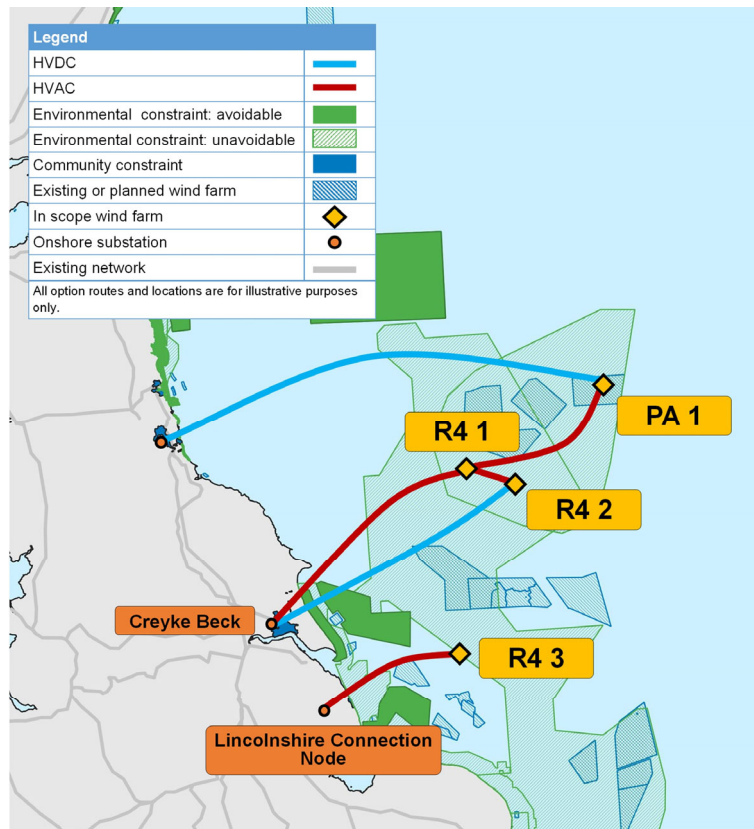 Legend
HVDC
HVAC
Environmental constraint: avoidable
Environmental constraint: unavoidable
Community constraint
Existing or planned wind farm
In scope wind farm
Onshore substation
Existing network
All option routes and locations are for illustrative purposes
only.
PA 1
R4 1
R4 2
Creyke Beck
R4 3
Lincolnshire Connection
Node